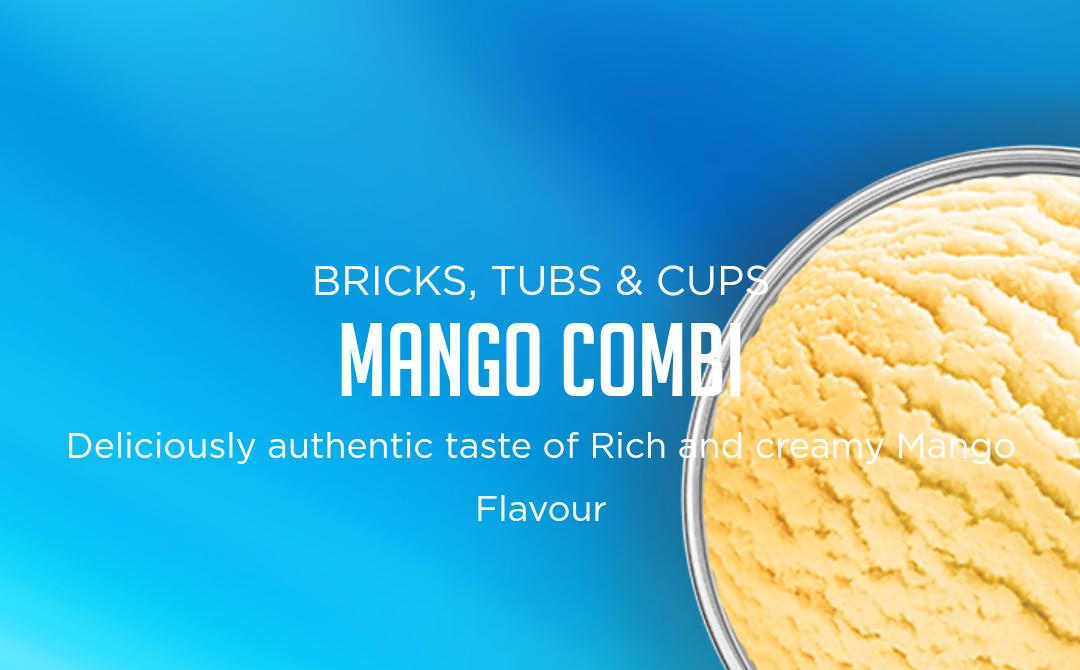 BRICKS, TUBS & CUPS
MANGO COMBI
Deliciously authentic taste of Rich and creamy Mango
Flavour